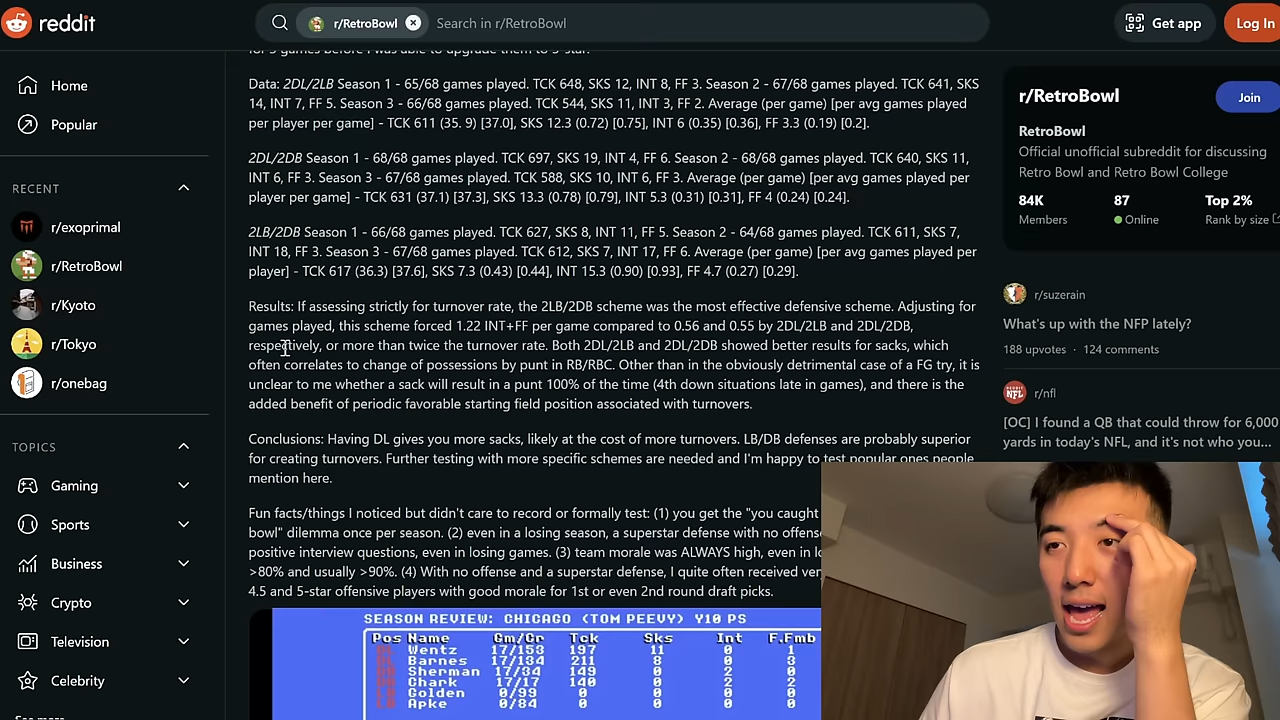 reddit
r/RetroBowl
Search in r/RetroBowl
Get app
Log In
Home
Popular
RECENT
r/exoprimal
r/RetroBowl
r/Kyoto
r/Tokyo
r/onebag
TOPICS
Gaming
Sports
Business
Crypto
Television
Celebrity
Data: 2DL/2LB Season 1 - 65/68 games played. TCK 648, SKS 12, INT 8, FF 3. Season 2 - 67/68 games played. TCK 641, SKS
14, INT 7, FF 5. Season 3 - 66/68 games played. TCK 544, SKS 11, INT 3, FF 2. Average (per game) [per avg games played
per player per game] - TCK 611 (35. 9) [37.0], SKS 12.3 (0.72) [0.75], INT 6 (0.35) [0.36], FF 3.3 (0.19) [0.2].
2DL/2DB Season 1 - 68/68 games played. TCK 697, SKS 19, INT 4, FF 6. Season 2 - 68/68 games played. TCK 640, SKS 11,
INT 6, FF 3. Season 3 - 67/68 games played. TCK 588, SKS 10, INT 6, FF 3. Average (per game) [per avg games played per
player per game] - TCK 631 (37.1) [37.3], SKS 13.3 (0.78) [0.79], INT 5.3 (0.31) [0.31], FF 4 (0.24) [0.24].
2LB/2DB Season 1 - 66/68 games played. TCK 627, SKS 8, INT 11, FF 5. Season 2 - 64/68 games played. TCK 611, SKS 7,
INT 18, FF 3. Season 3 - 67/68 games played. TCK 612, SKS 7, INT 17, FF 6. Average (per game) [per avg games played per
player] - TCK 617 (36.3) [37.6], SKS 7.3 (0.43) [0.44], INT 15.3 (0.90) [0.93], FF 4.7 (0.27) [0.29].
Results: If assessing strictly for turnover rate, the 2LB/2DB scheme was the most effective defensive scheme. Adjusting for
games played, this scheme forced 1.22 INT+FF per game compared to 0.56 and 0.55 by 2DL/2LB and 2DL/2DB,
respectively, or more than twice the turnover rate. Both 2DL/2LB and 2DL/2DB showed better results for sacks, which
often correlates to change of possessions by punt in RB/RBC. Other than in the obviously detrimental case of a FG try, it is
unclear to me whether a sack will result in a punt 100% of the time (4th down situations late in games), and there is the
added benefit of periodic favorable starting field position associated with turnovers.
Conclusions: Having DL gives you more sacks, likely at the cost of more turnovers. LB/DB defenses are probably superior
for creating turnovers. Further testing with more specific schemes are needed and I'm happy to test popular ones people
mention here.
Fun facts/things I noticed but didn't care to record or formally test: (1) you get the "you caught
bowl" dilemma once per season. (2) even in a losing season, a superstar defense with no offense
positive interview questions, even in losing games. (3) team morale was ALWAYS high, even in
>80% and usually >90%. (4) With no offense and a superstar defense, I quite often received
4.5 and 5-star offensive players with good morale for 1st or even 2nd round draft picks.
SEASON REVIEW: CHICAGO (TOM PEEVY) Y10 PS
Pos Name Gm/Cr Tck Sks Int F.Fmb
Wentz 17/153 197 11 0 1
Barnes 17/134 211 8 0 3
Sherman 17/34 149 0 2 0
Chark 17/17 140 0 2 2
Golden 0/99 0 0 0 0
Apke 0/84 0 0 0 0
r/RetroBowl
Join
RetroBowl
Official unofficial subreddit for discussing
Retro Bowl and Retro Bowl College
84K 87 Top 2%
Members Online Rank by size
r/suzerain
What's up with the NFP lately?
188 upvotes · 124 comments
r/nfl
[OC] I found a QB that could throw for 6,000
yards in today's NFL, and it's not who you...